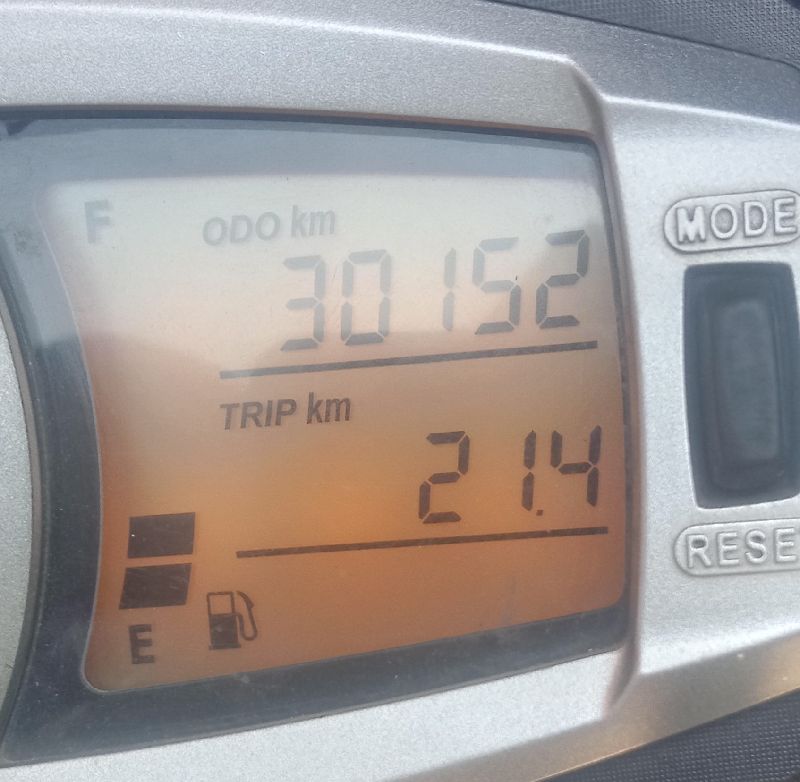 F
ODO km
30152
MODE
TRIP km
21.4
RESE
E